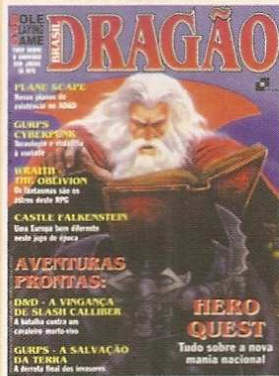 ROLE
PLAYING
GAME
BRASIL
DRAGÃO
PLANE SCAPE
Novos planos de
existência no AD&D
GURPS
CYBERPUNK
Tecnologia e violência
à vontade
WRAITH
THE OBLIVION
Os fantasmas são os
astros deste RPG
CASTLE FALKENSTEIN
Uma Europa bem diferente
neste jogo de época
AVENTURAS
PRONTAS:
D&D - A VINGANÇA
DE SLASH CALLIBER
A batalha contra um
cavaleiro morto-vivo
GURPS - A SALVAÇÃO
DA TERRA
A derrota final dos invasores
HERO
QUEST
Tudo sobre a nova
mania nacional